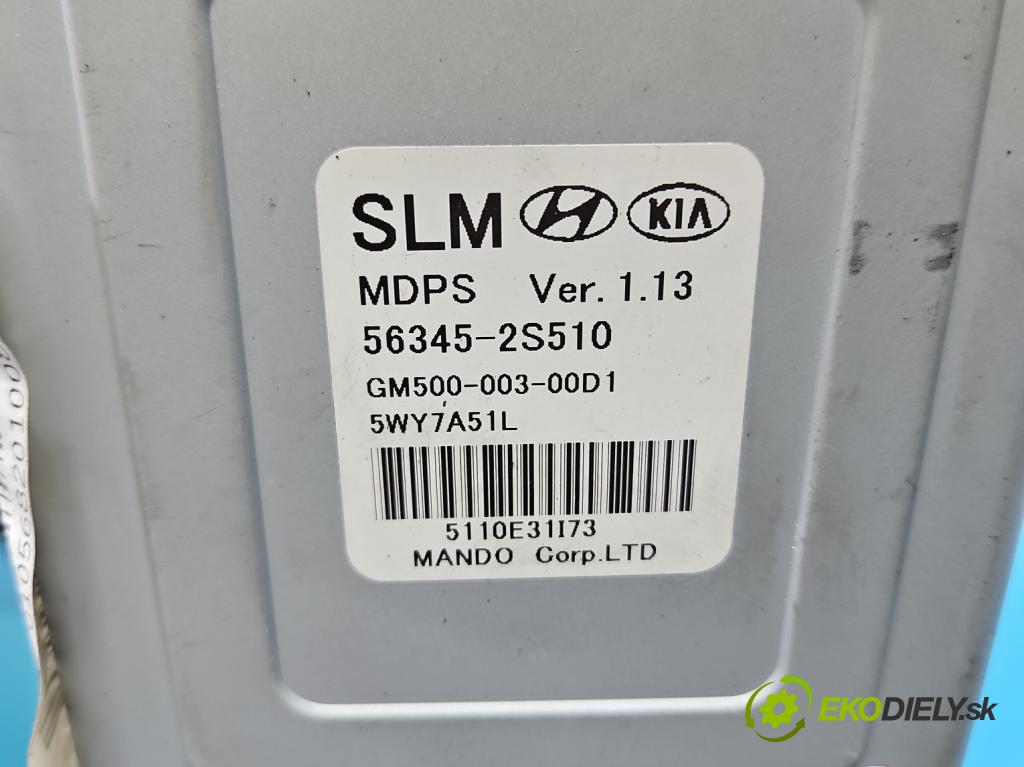 SLM KIA
MDPS Ver. 1.13
56345-2S510
GM500-003-00D1
5WY7A51L
5110E31I73
MANDO Corp.LTD
EKODIELY.sk